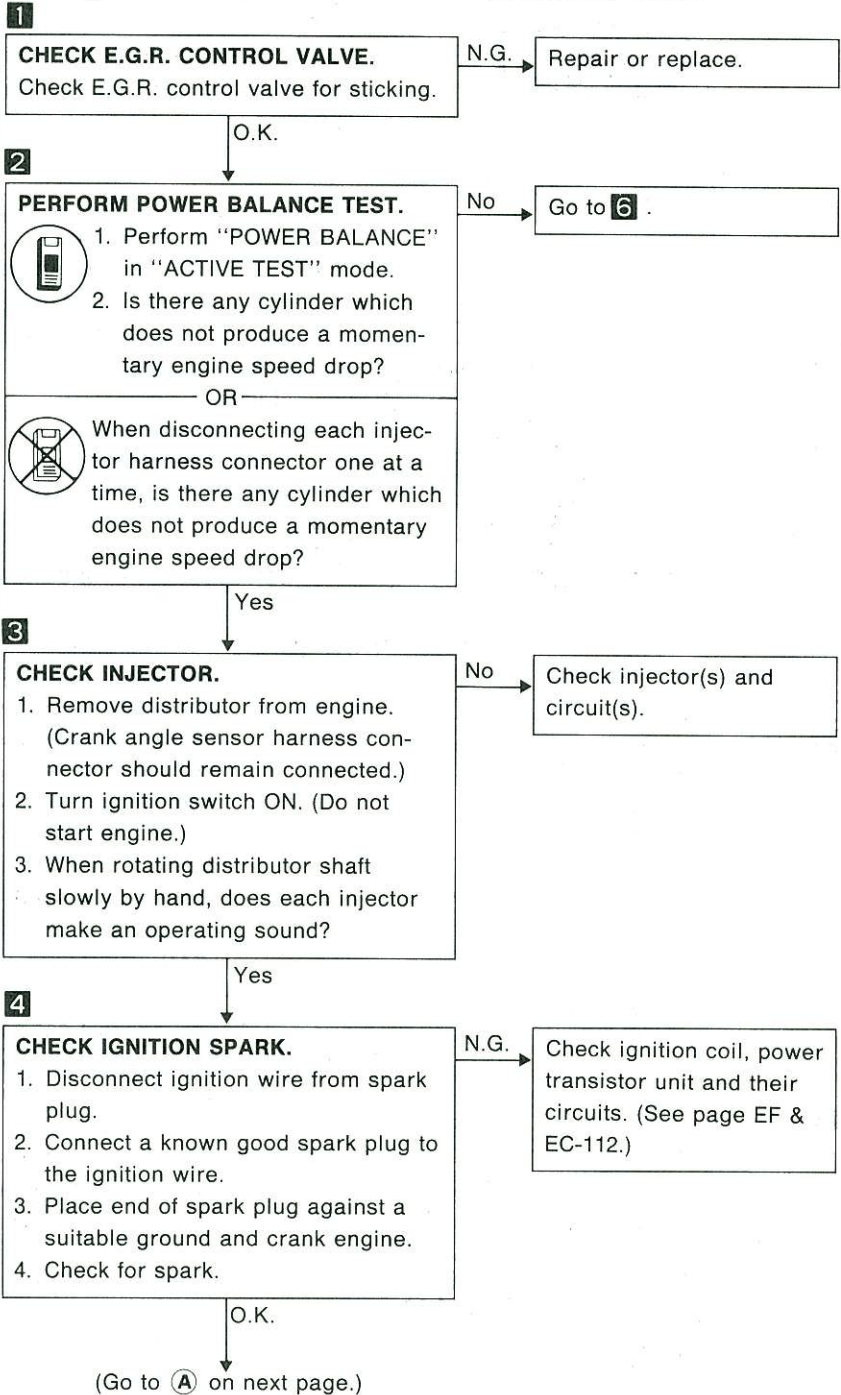 1
CHECK E.G.R. CONTROL VALVE.
Check E.G.R. control valve for sticking.
N.G.
Repair or replace.
O.K.
2
PERFORM POWER BALANCE TEST.
1. Perform "POWER BALANCE"
in "ACTIVE TEST" mode.
2. Is there any cylinder which
does not produce a momen-
tary engine speed drop?
No
Go to 6 .
OR
When disconnecting each injec-
tor harness connector one at a
time, is there any cylinder which
does not produce a momentary
engine speed drop?
Yes
3
CHECK INJECTOR.
1. Remove distributor from engine.
(Crank angle sensor harness con-
nector should remain connected.)
2. Turn ignition switch ON. (Do not
start engine.)
3. When rotating distributor shaft
slowly by hand, does each injector
make an operating sound?
No
Check injector(s) and
circuit(s).
Yes
4
CHECK IGNITION SPARK.
1. Disconnect ignition wire from spark
plug.
2. Connect a known good spark plug to
the ignition wire.
3. Place end of spark plug against a
suitable ground and crank engine.
4. Check for spark.
N.G.
Check ignition coil, power
transistor unit and their
circuits. (See page EF &
EC-112.)
O.K.
(Go to A on next page.)